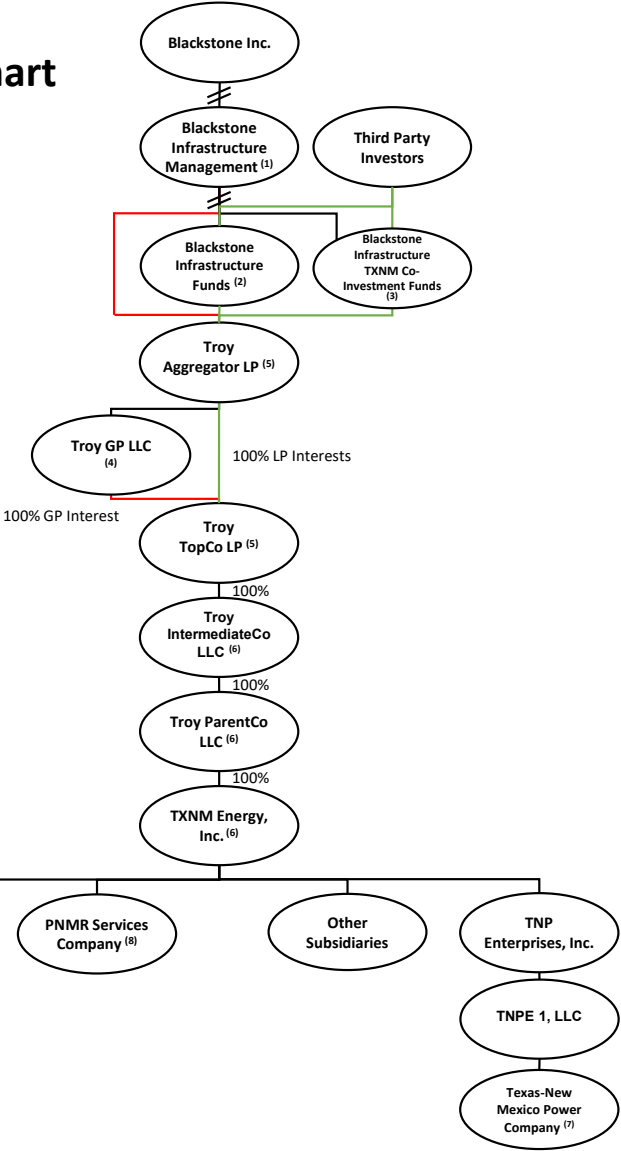 art
Blackstone Inc.
Blackstone
Infrastructure
Management (1)
Third Party
Investors
Blackstone
Infrastructure
Funds (2)
Blackstone
Infrastructure
TXNM Co-
Investment Funds
(3)
Troy
Aggregator LP (5)
Troy GP LLC
(4)
100% LP Interests
100% GP Interest
Troy
TopCo LP (5)
100%
Troy
IntermediateCo
LLC (6)
100%
Troy ParentCo
LLC (6)
100%
TXNM Energy,
Inc. (6)
PNMR Services
Company (8)
Other
Subsidiaries
TNP
Enterprises, Inc.
TNPE 1, LLC
Texas-New
Mexico Power
Company (7)